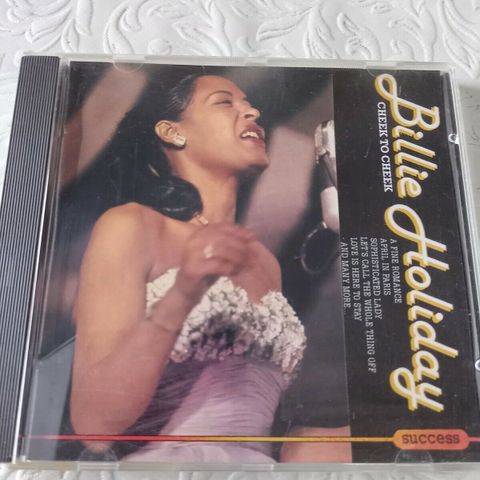 Billie Holiday
CHEEK TO CHEEK
A FINE ROMANCE
APRIL IN PARIS
SOPHISTICATED LADY
LET'S CALL THE WHOLE THING OFF
LOVE IS HERE TO STAY
AND MANY MORE...
success